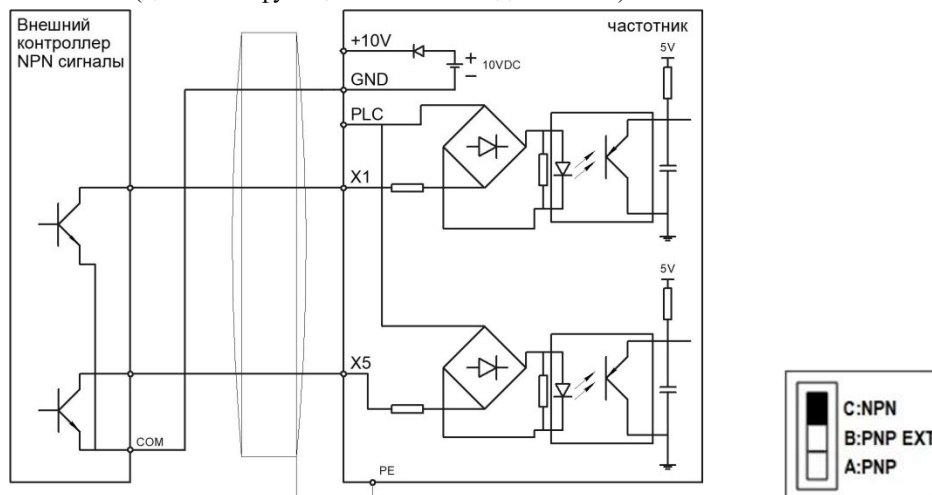 Внешний
контроллер
NPN сигналы
частотник
+10V
5V
+
10VDC
−
GND
PLC
X1
5V
X5
COM
PE
C:NPN
B:PNP EXT
A:PNP